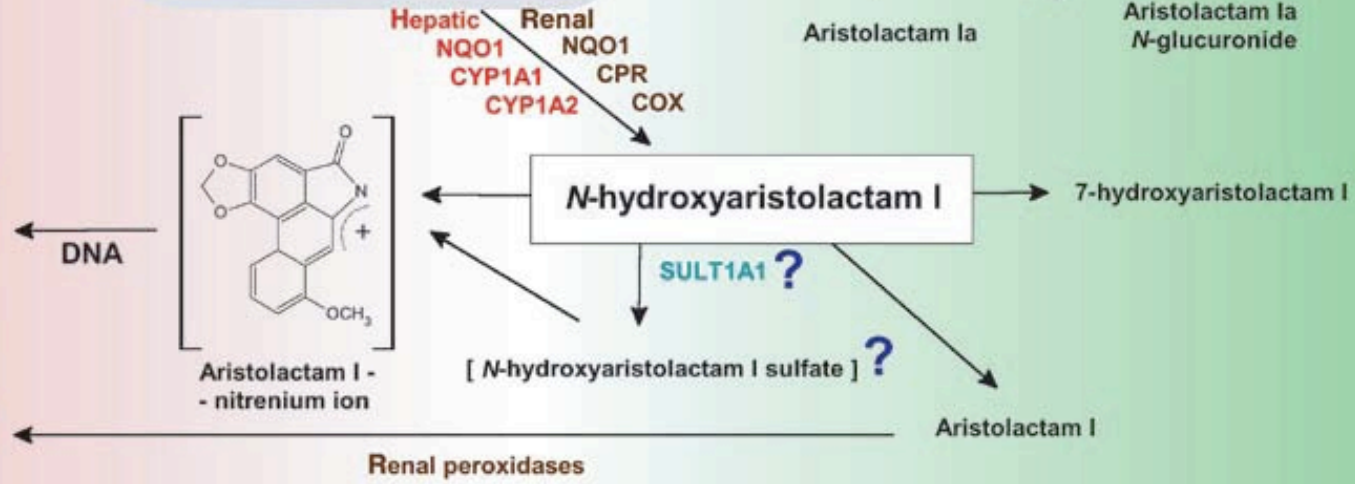 Hepatic Renal
NQO1 NQO1
CYP1A1 CPR
CYP1A2 COX
Aristolactam Ia
Aristolactam Ia
N-glucuronide
O
O
O
N
+
OCH3
Aristolactam I -
- nitrenium ion
DNA
N-hydroxyaristolactam I
7-hydroxyaristolactam I
SULT1A1 ?
[ N-hydroxyaristolactam I sulfate ] ?
Aristolactam I
Renal peroxidases